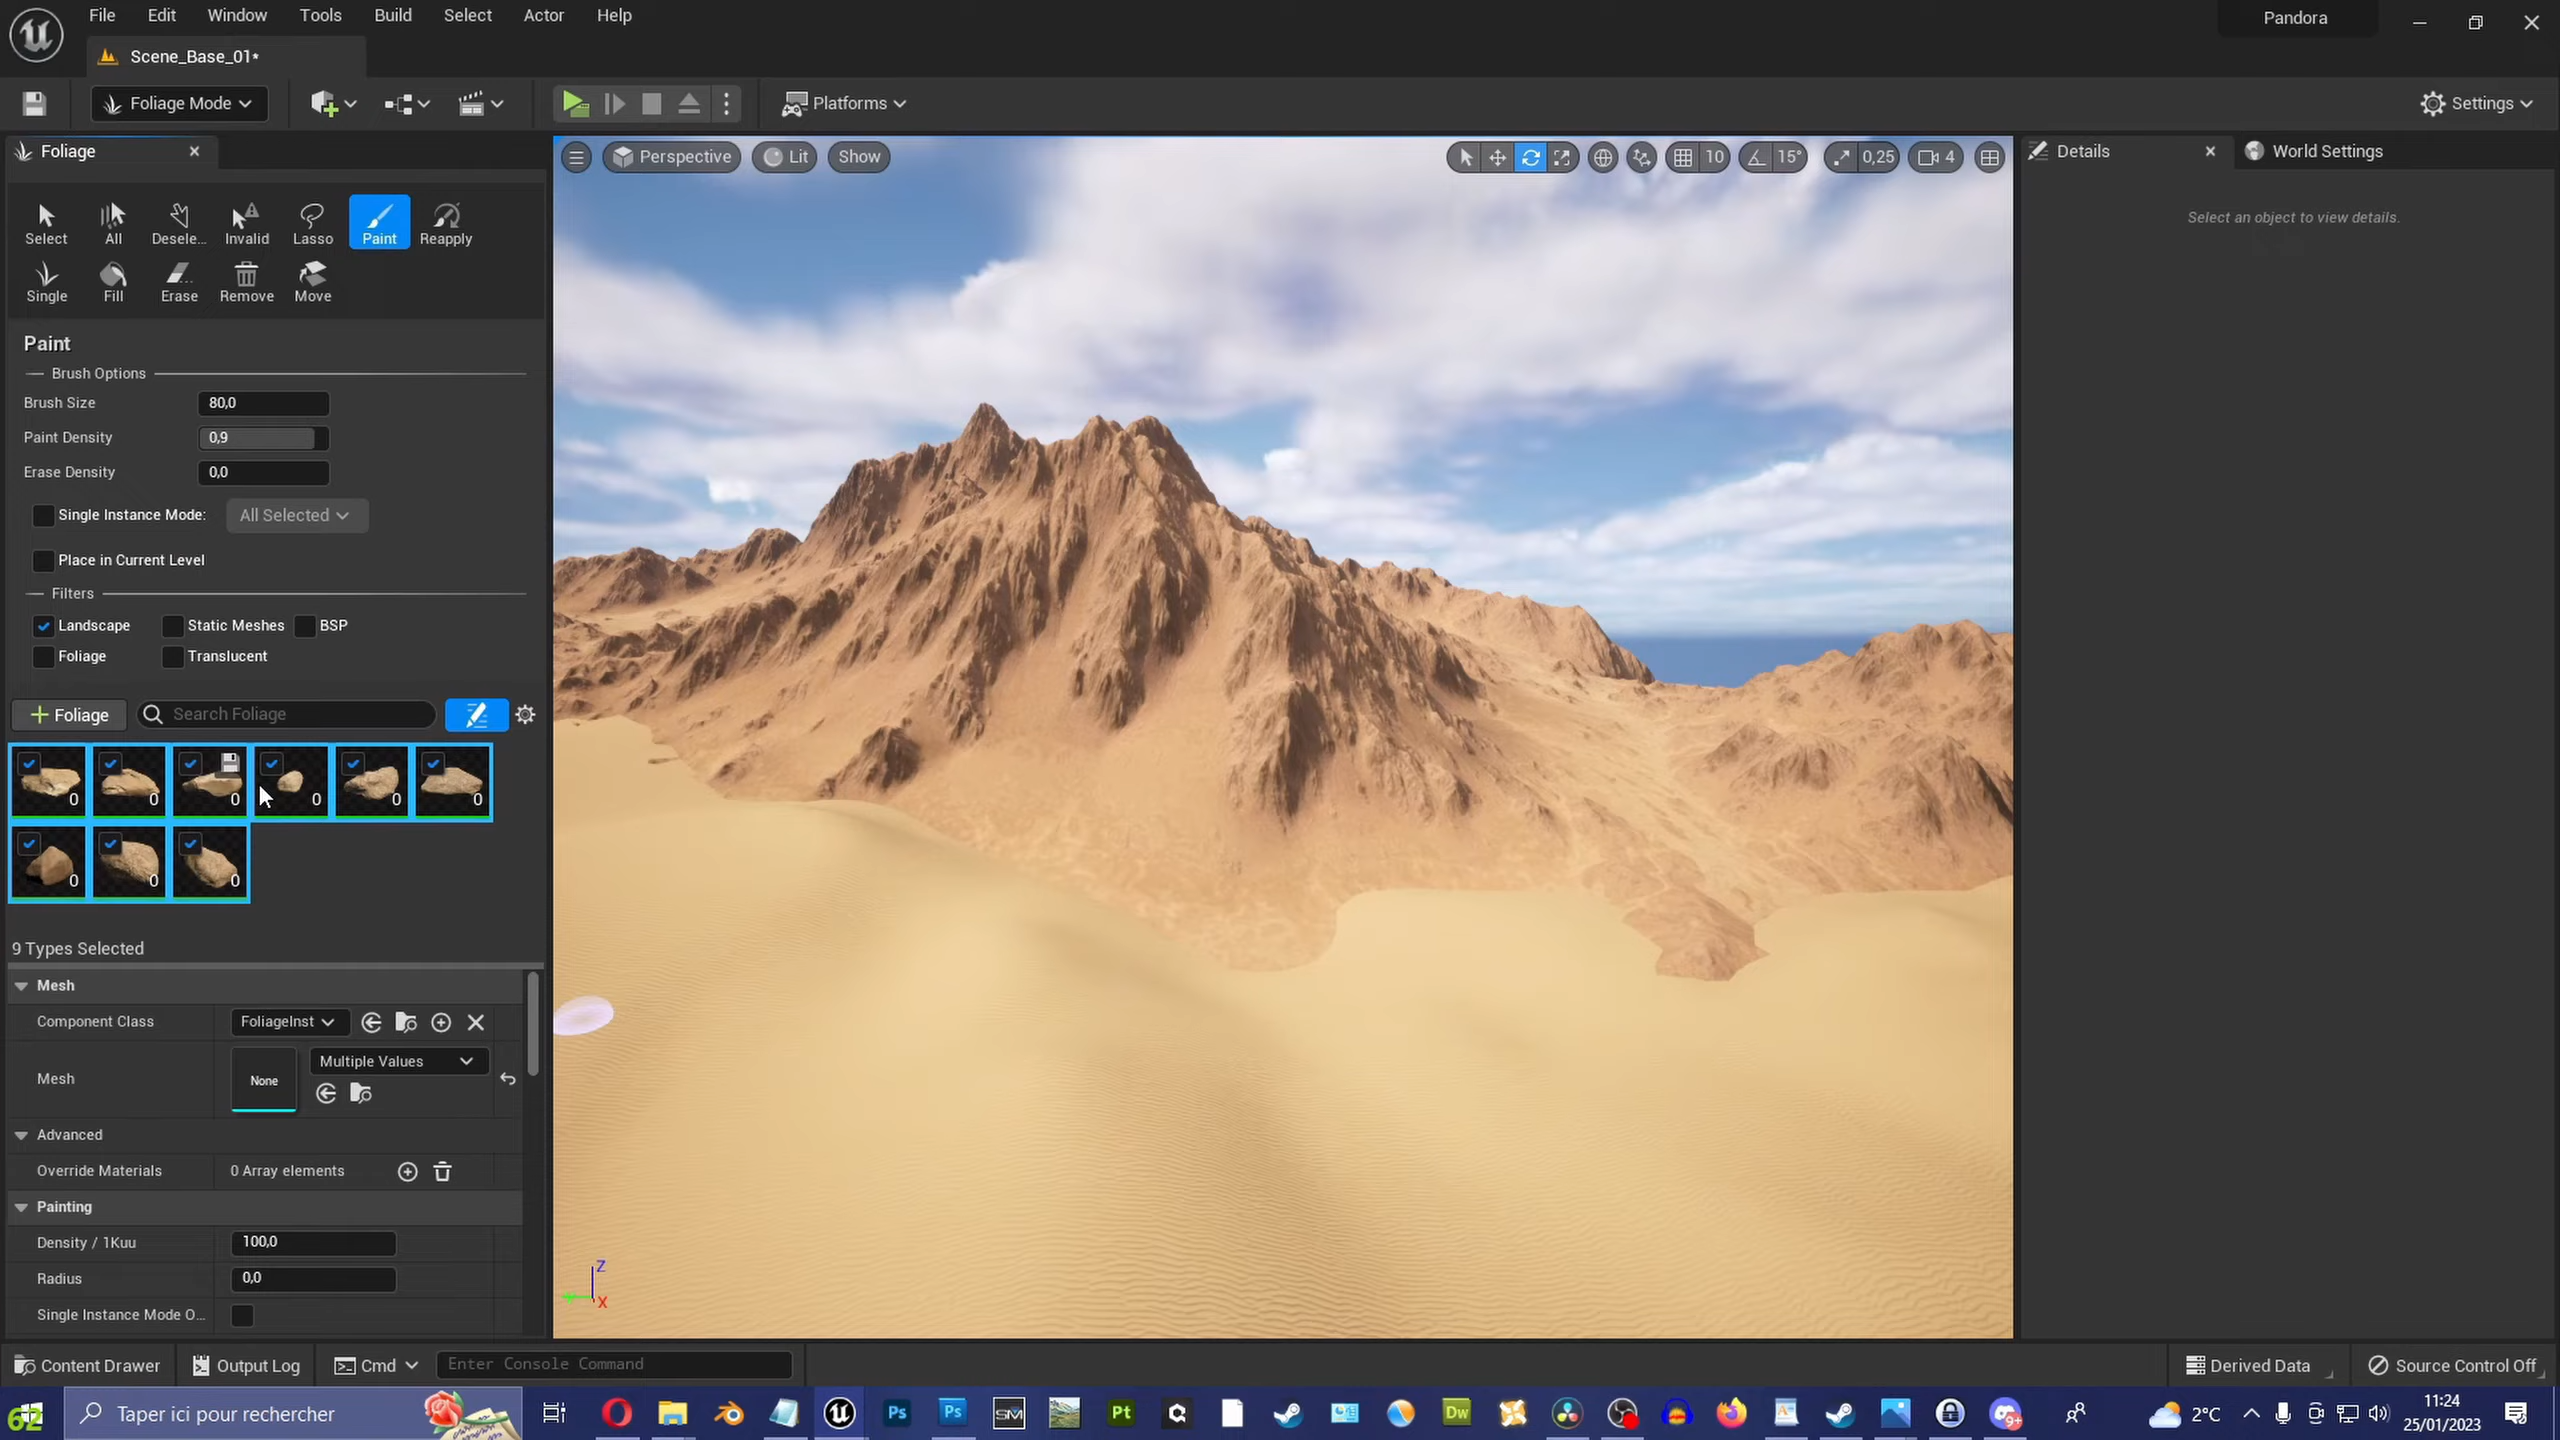 File Edit Window Tools Build Select Actor Help
Pandora
Scene_Base_01*
Foliage Mode
Platforms
Settings
Foliage
Perspective Lit Show
10 15° 0,25 4
Details
World Settings
Select an object to view details.
Select All Desele... Invalid Lasso Paint Reapply
Single Fill Erase Remove Move
Paint
Brush Options
Brush Size 80,0
Paint Density 0,9
Erase Density 0,0
Single Instance Mode: All Selected
Place in Current Level
Filters
Landscape Static Meshes BSP
Foliage Translucent
Foliage Search Foliage
0 0 0 0 0 0
0 0 0
9 Types Selected
Mesh
Component Class FoliageInst
Mesh None Multiple Values
Advanced
Override Materials 0 Array elements
Painting
Density / 1Kuu 100,0
Radius 0,0
Single Instance Mode O...
Z
X
Content Drawer Output Log Cmd Enter Console Command
Derived Data Source Control Off
62 Taper ici pour rechercher
Ps Ps SM Pt Dw 9+
2°C
11:24
25/01/2023